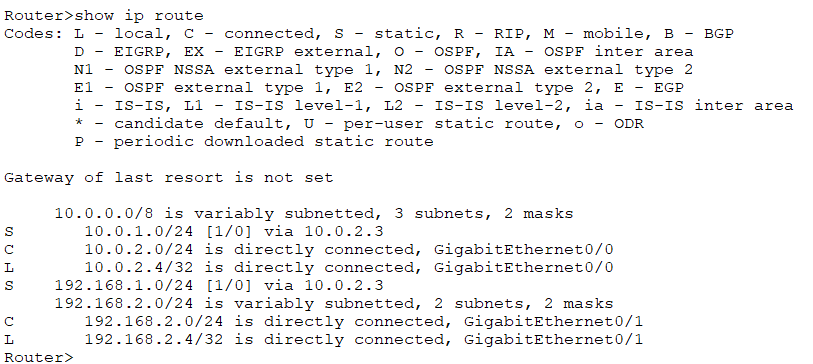 Router>show ip route
Codes: L - local, C - connected, S - static, R - RIP, M - mobile, B - BGP
       D - EIGRP, EX - EIGRP external, O - OSPF, IA - OSPF inter area
       N1 - OSPF NSSA external type 1, N2 - OSPF NSSA external type 2
       E1 - OSPF external type 1, E2 - OSPF external type 2, E - EGP
       i - IS-IS, L1 - IS-IS level-1, L2 - IS-IS level-2, ia - IS-IS inter area
       * - candidate default, U - per-user static route, o - ODR
       P - periodic downloaded static route

Gateway of last resort is not set

     10.0.0.0/8 is variably subnetted, 3 subnets, 2 masks
S       10.0.1.0/24 [1/0] via 10.0.2.3
C       10.0.2.0/24 is directly connected, GigabitEthernet0/0
L       10.0.2.4/32 is directly connected, GigabitEthernet0/0
S    192.168.1.0/24 [1/0] via 10.0.2.3
     192.168.2.0/24 is variably subnetted, 2 subnets, 2 masks
C       192.168.2.0/24 is directly connected, GigabitEthernet0/1
L       192.168.2.4/32 is directly connected, GigabitEthernet0/1
Router>